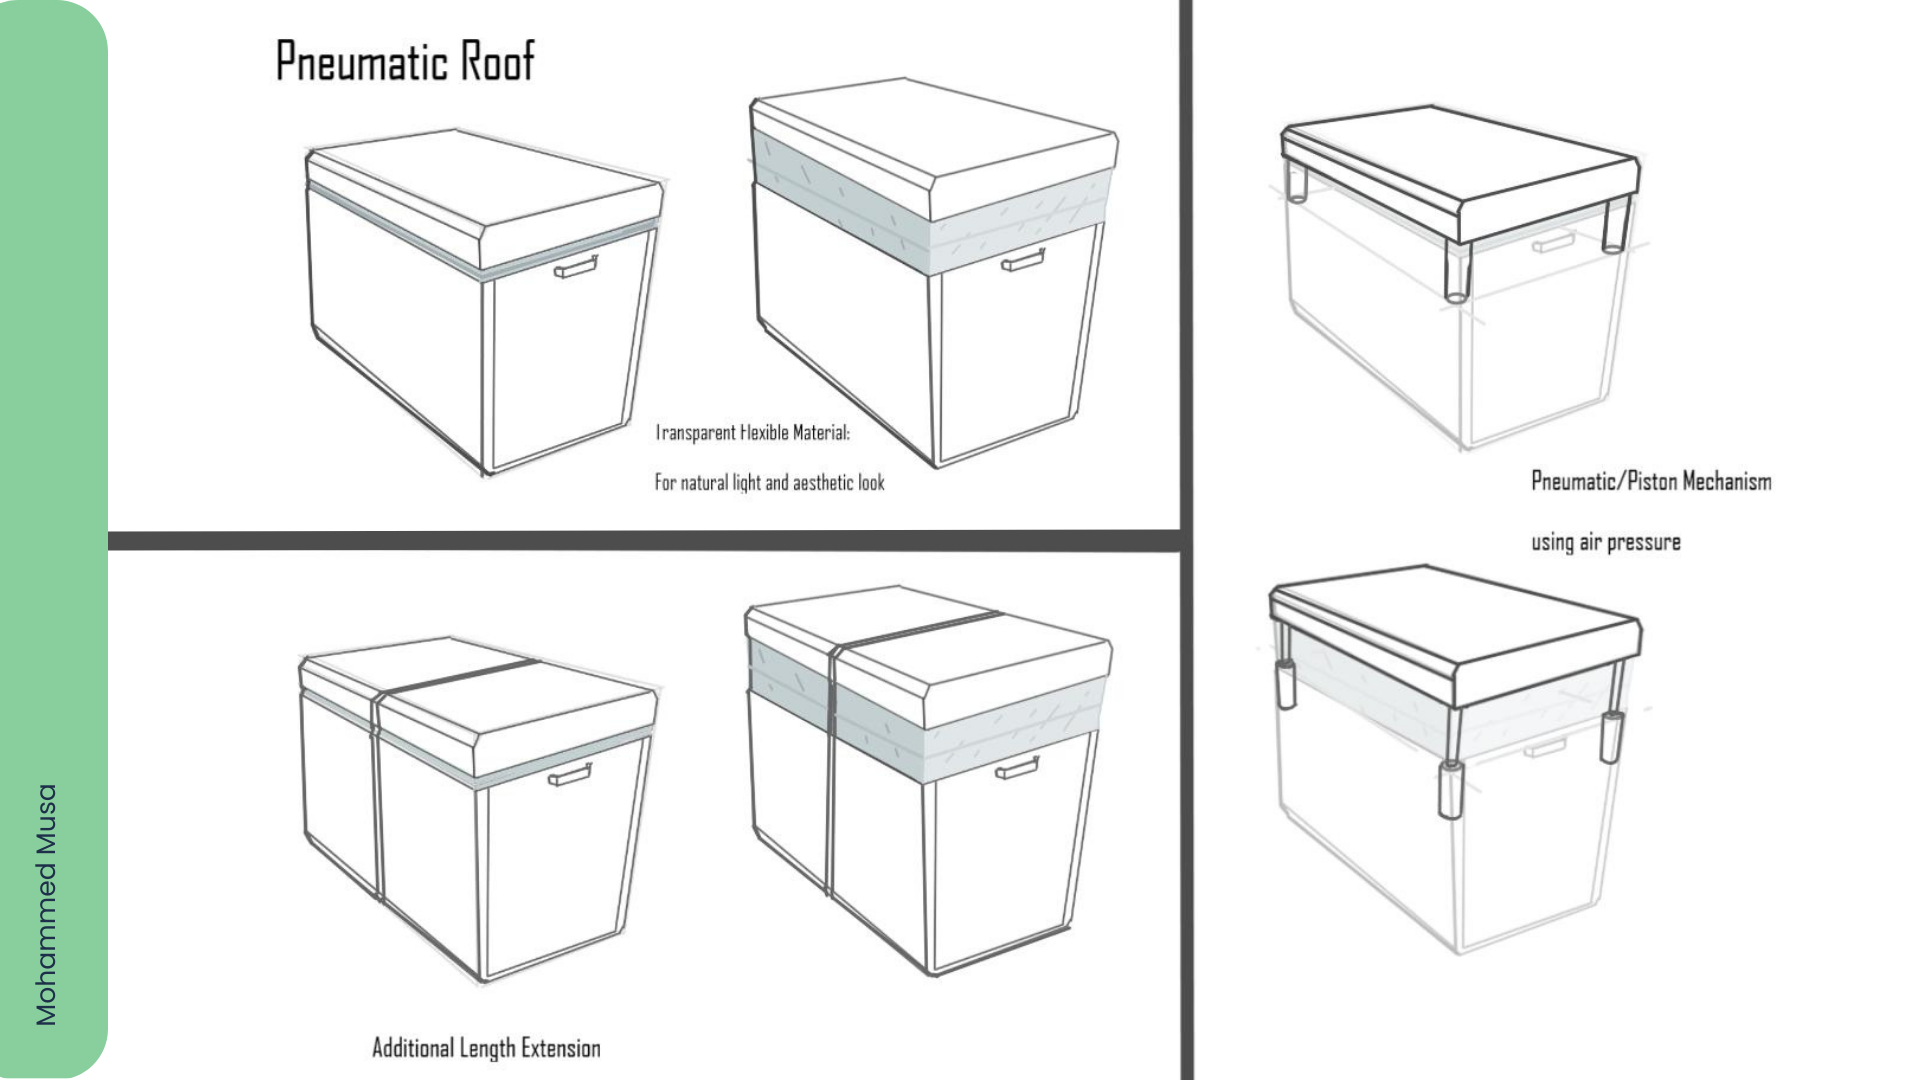 Pneumatic Roof
Transparent Flexible Material:
For natural light and aesthetic look
Pneumatic/Piston Mechanism
using air pressure
Additional Length Extension
Mohammed Musa